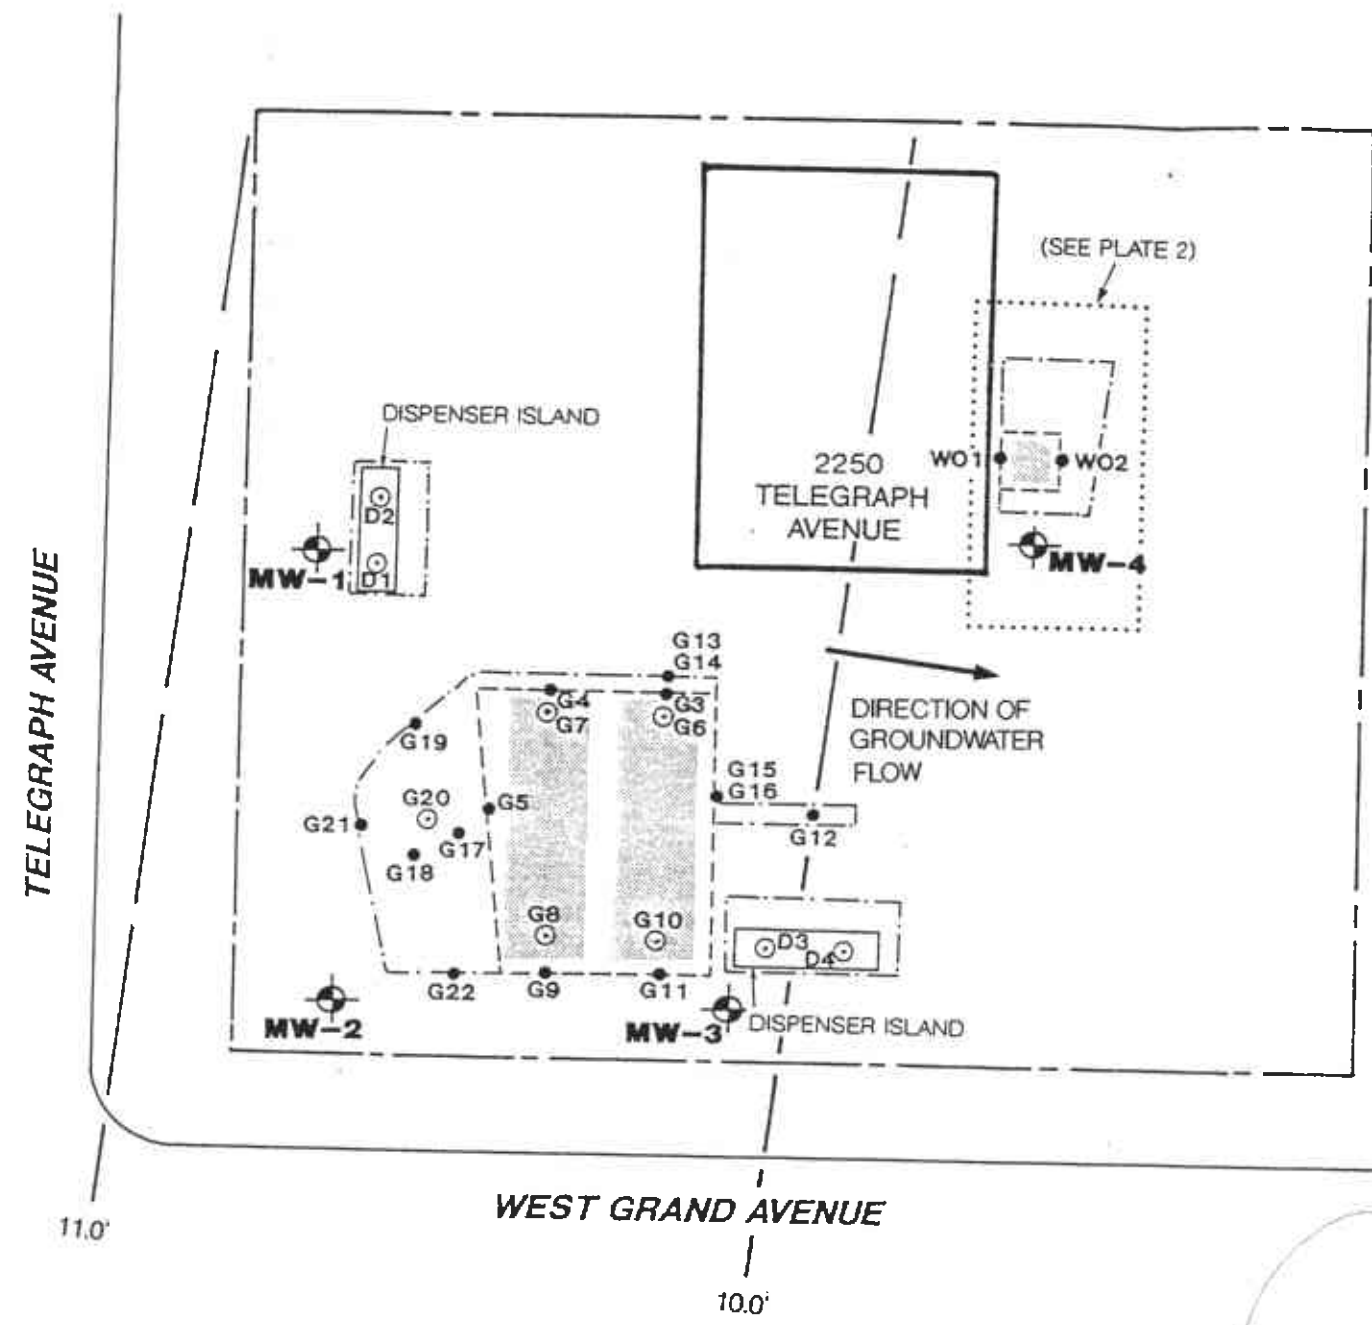 (SEE PLATE 2)
DISPENSER ISLAND
2250
TELEGRAPH
AVENUE
WO1
WO2
D2
MW-1
D1
MW-4
TELEGRAPH AVENUE
G13
G14
G4
G3
G7
G6
G19
DIRECTION OF
GROUNDWATER
FLOW
G15
G16
G20
G5
G21
G17
G12
G18
G8
G10
D3
D4
G22
G9
G11
MW-2
MW-3
DISPENSER ISLAND
WEST GRAND AVENUE
11.0'
10.0'